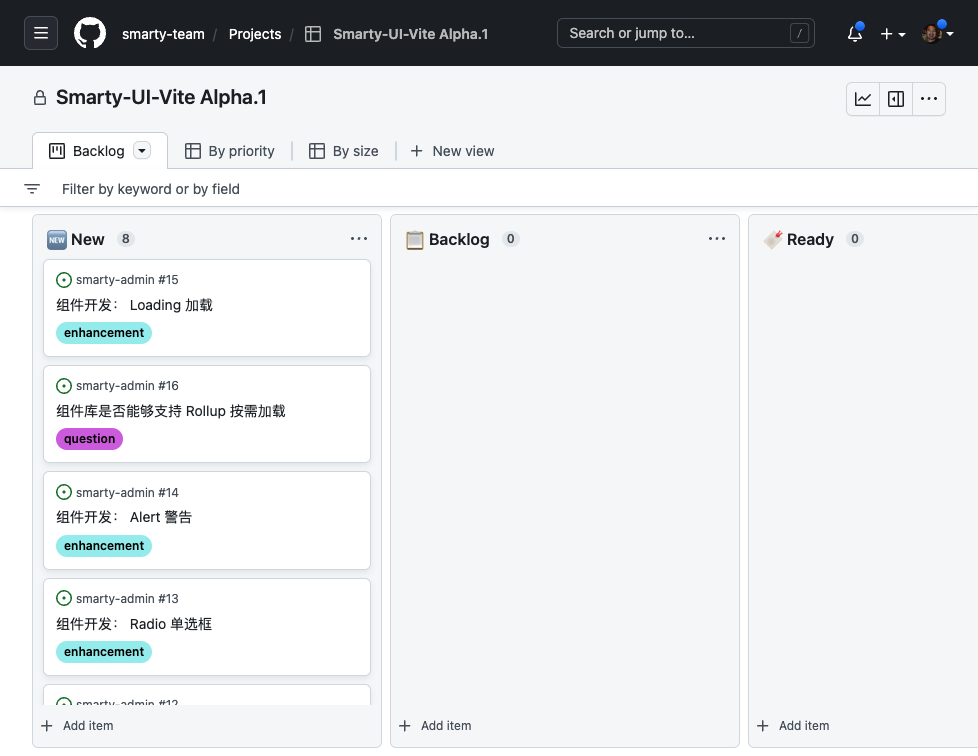 smarty-team / Projects / Smarty-UI-Vite Alpha.1
Search or jump to... /
Smarty-UI-Vite Alpha.1
Backlog
By priority
By size
New view
Filter by keyword or by field
NEW New 8
smarty-admin #15
组件开发： Loading 加载
enhancement
smarty-admin #16
组件库是否能够支持 Rollup 按需加载
question
smarty-admin #14
组件开发： Alert 警告
enhancement
smarty-admin #13
组件开发： Radio 单选框
enhancement
smarty-admin #12
Add item
Backlog 0
Add item
Ready 0
Add item